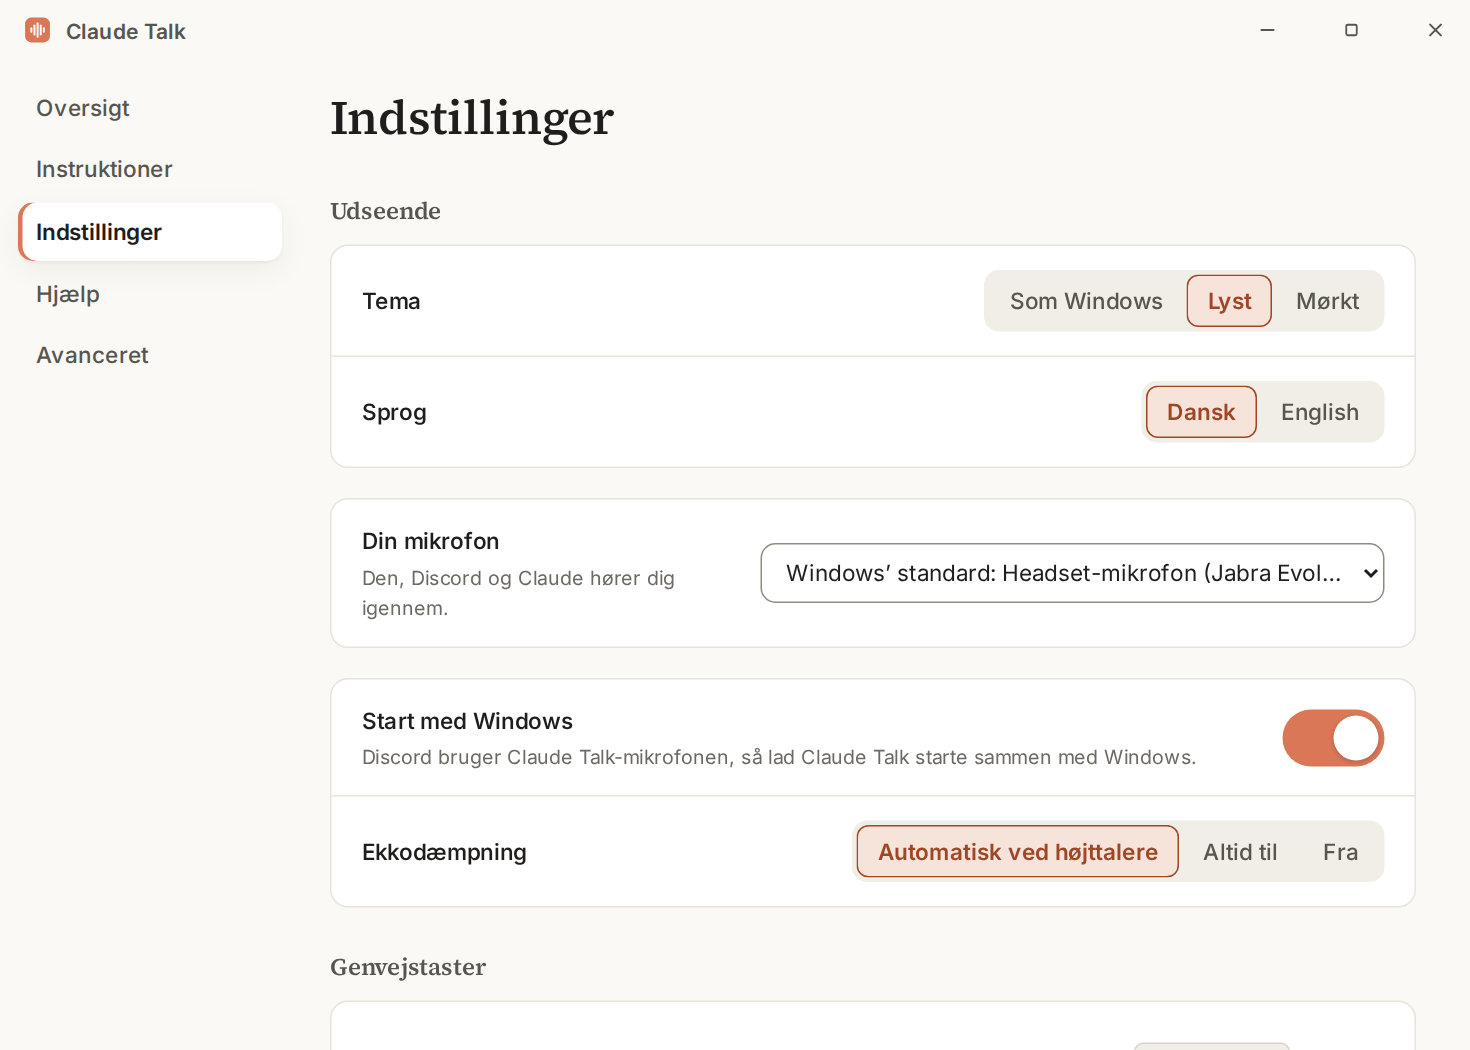 Claude Talk
Oversigt
Instruktioner
Indstillinger
Hjælp
Avanceret
Indstillinger
Udseende
Tema
Som Windows
Lyst
Mørkt
Sprog
Dansk
English
Din mikrofon
Den, Discord og Claude hører dig
igennem.
Windows’ standard: Headset-mikrofon (Jabra Evol...
Start med Windows
Discord bruger Claude Talk-mikrofonen, så lad Claude Talk starte sammen med Windows.
Ekkodæmpning
Automatisk ved højttalere
Altid til
Fra
Genvejstaster